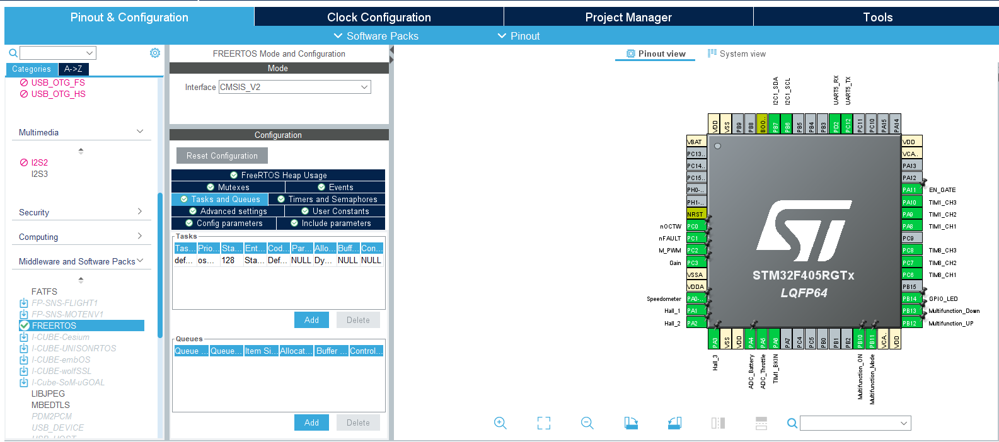 Pinout & Configuration
Clock Configuration
Project Manager
Tools
Software Packs
Pinout
Categories
A->Z
USB_OTG_FS
USB_OTG_HS
Multimedia
I2S2
I2S3
Security
Computing
Middleware and Software Packs
FATFS
FP-SNS-FLIGHT1
FP-SNS-MOTENV1
FREERTOS
I-CUBE-Cesium
I-CUBE-UNISONRTOS
I-CUBE-embOS
I-CUBE-wolfSSL
I-Cube-SoM-uGOAL
LIBJPEG
MBEDTLS
PDM2PCM
USB_DEVICE
USB_HOST
FREERTOS Mode and Configuration
Mode
Interface CMSIS_V2
Configuration
Reset Configuration
FreeRTOS Heap Usage
Mutexes
Events
Tasks and Queues
Timers and Semaphores
Advanced settings
User Constants
Config parameters
Include parameters
Tasks
Tas... Prio... Sta... Ent... Cod... Par... Allo... Buff... Con...
def... os... 128 Sta... Def... NULL Dy... NULL NULL
Add
Delete
Queues
Queue ... Queue... Item Si... Allocat... Buffer ... Control...
Add
Delete
Pinout view
System view
I2C1_SDA
I2C1_SCL
UART5_RX
UART5_TX
VDD
VSS
PB9
PB8
BOO..
PB7
PB6
PB5
PB4
PB3
PD2
PC12
PC11
PC10
PA15
PA14
VBAT
PC13..
PC14..
PC15..
PH0-..
PH1-..
NRST
nOCTW PC0
nFAULT PC1
M_PWM PC2
Gain PC3
VSSA
VDDA
Speedometer PA0-..
Hall_1 PA1
Hall_2 PA2
STM32F405RGTx
LQFP64
VDD
VCA..
PA13
PA12
PA11 EN_GATE
PA10 TIM1_CH3
PA9 TIM1_CH2
PA8 TIM1_CH1
PC9
PC8 TIM8_CH3
PC7 TIM8_CH2
PC6 TIM8_CH1
PB15
PB14 GPIO_LED
PB13 Multifunction_Down
PB12 Multifunction_UP
PA3
VSS
VDD
PA4
PA5
PA6
PA7
PC4
PC5
PB0
PB1
PB2
PB10
PB11
VCA..
VDD
Hall_3
ADC_Battery
ADC_Throttle
TIM1_BKIN
Multifunction_ON
Multifunction_Mode